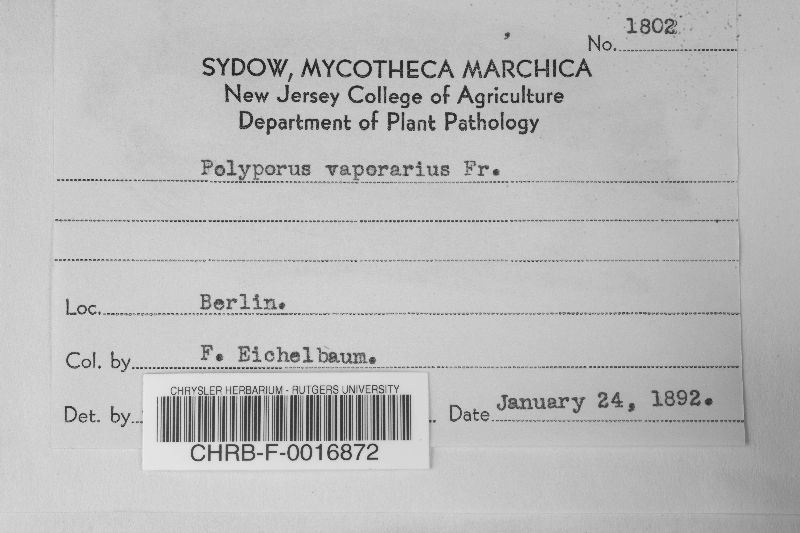 No. 1802
SYDOW, MYCOTHECA MARCHICA
New Jersey College of Agriculture
Department of Plant Pathology
Polyporus vaporarius Fr.
Loc. Berlin.
Col. by F. Eichelbaum.
Det. by
Date January 24, 1892.
CHRYSLER HERBARIUM - RUTGERS UNIVERSITY
CHRB-F-0016872